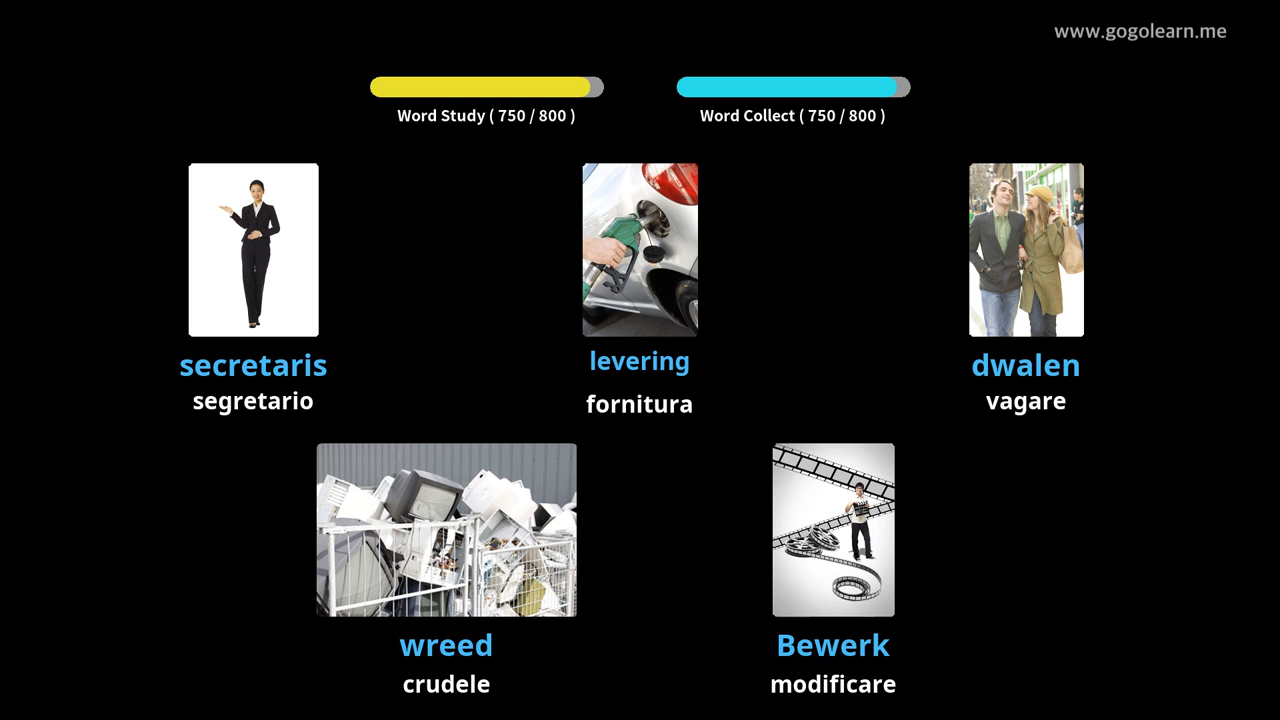 www.gogolearn.me
Word Study ( 750 / 800 )
Word Collect ( 750 / 800 )
secretaris
segretario
levering
fornitura
dwalen
vagare
wreed
crudele
Bewerk
modificare